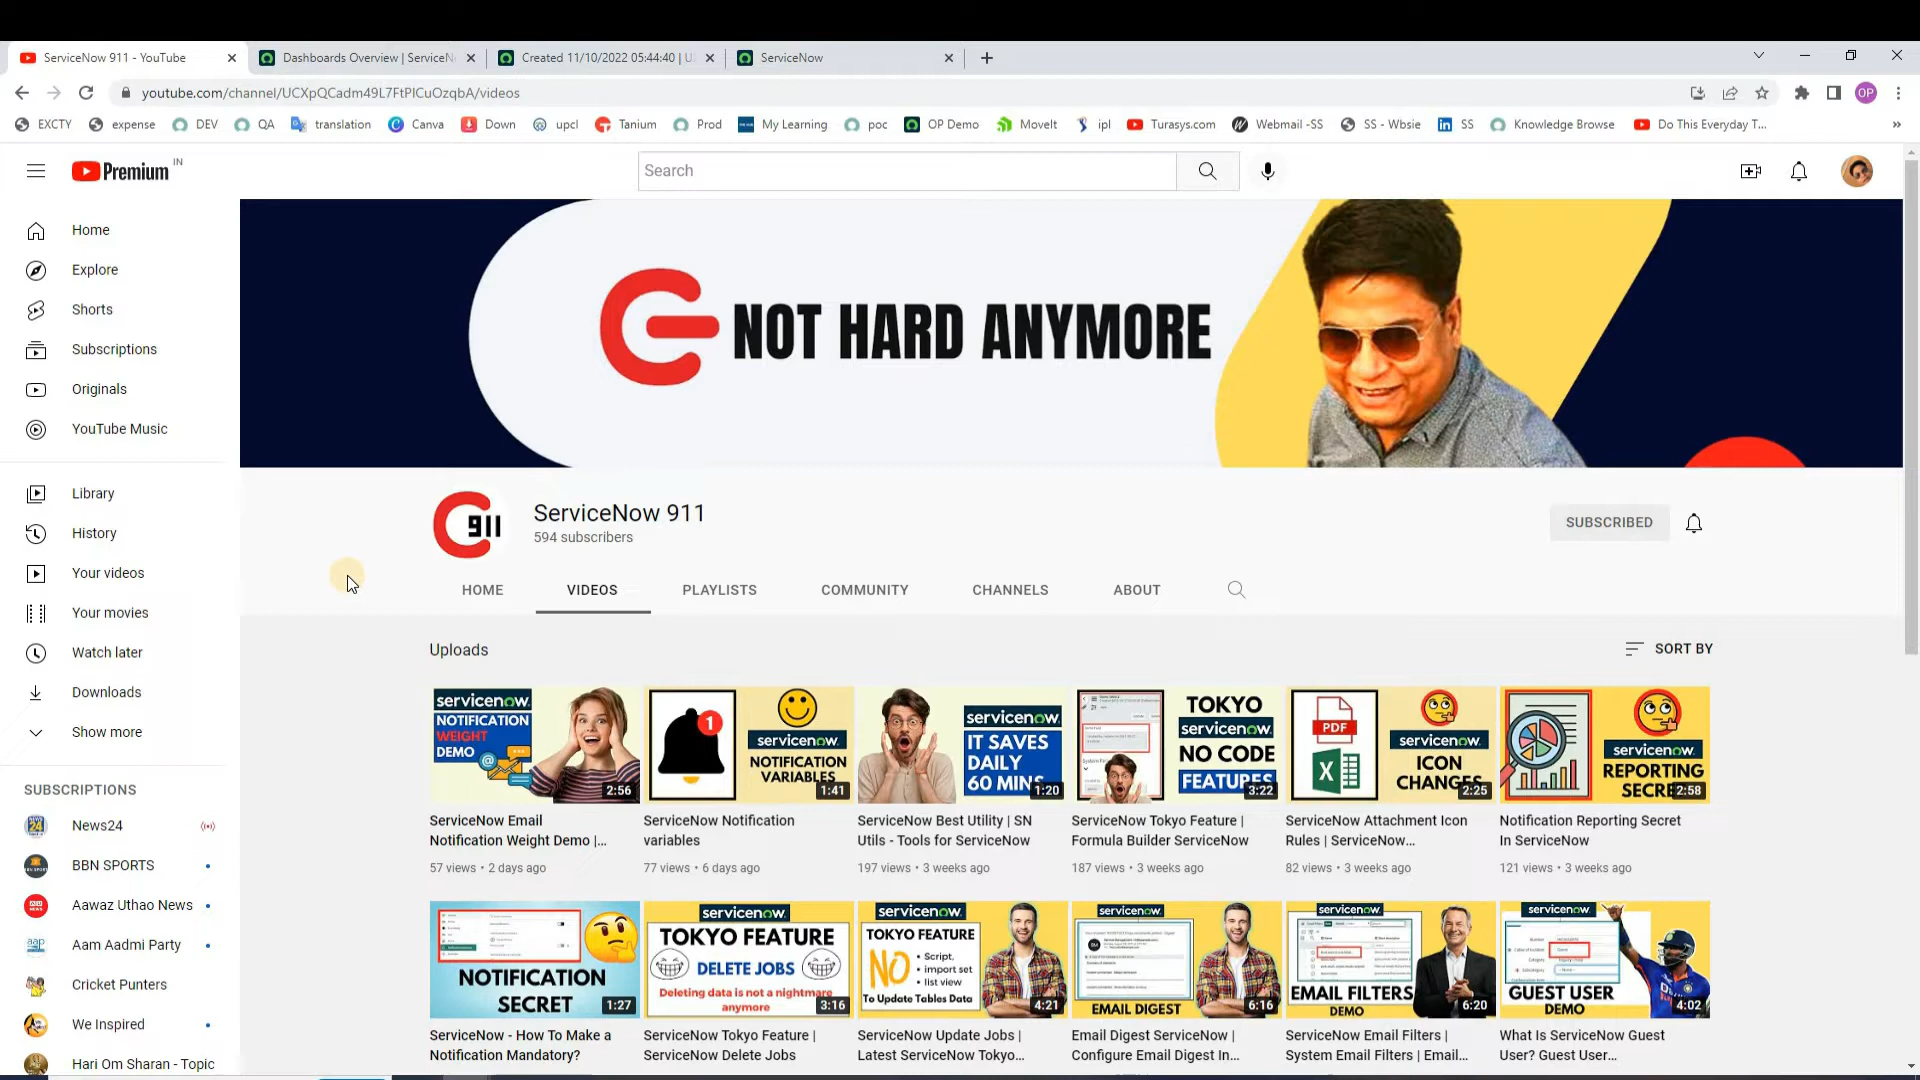 ServiceNow 911 - YouTube
Dashboards Overview | ServiceN
Created 11/10/2022 05:44:40 | U
ServiceNow
youtube.com/channel/UCXpQCadm49L7FtPlCuOzqbA/videos
OP
EXCTY
expense
DEV
QA
translation
Canva
Down
upcl
Tanium
Prod
My Learning
poc
OP Demo
MoveIt
ipl
Turasys.com
Webmail -SS
SS - Wbsie
SS
Knowledge Browse
Do This Everyday T...
Premium IN
Search
Home
Explore
Shorts
Subscriptions
Originals
YouTube Music
Library
History
Your videos
Your movies
Watch later
Downloads
Show more
SUBSCRIPTIONS
News24
BBN SPORTS
Aawaz Uthao News
Aam Aadmi Party
Cricket Punters
We Inspired
Hari Om Sharan - Topic
NOT HARD ANYMORE
911
ServiceNow 911
594 subscribers
SUBSCRIBED
HOME
VIDEOS
PLAYLISTS
COMMUNITY
CHANNELS
ABOUT
Uploads
SORT BY
servicenow.
NOTIFICATION
WEIGHT
DEMO
2:56
ServiceNow Email
Notification Weight Demo |...
57 views • 2 days ago
1
servicenow.
NOTIFICATION
VARIABLES
1:41
ServiceNow Notification
variables
77 views • 6 days ago
servicenow.
IT SAVES
DAILY
60 MINS
1:20
ServiceNow Best Utility | SN
Utils - Tools for ServiceNow
197 views • 3 weeks ago
TOKYO
servicenow.
NO CODE
FEATURES
3:22
ServiceNow Tokyo Feature |
Formula Builder ServiceNow
187 views • 3 weeks ago
PDF
X
servicenow.
ICON
CHANGES
2:25
ServiceNow Attachment Icon
Rules | ServiceNow...
82 views • 3 weeks ago
servicenow.
REPORTING
SECRE
2:58
Notification Reporting Secret
In ServiceNow
121 views • 3 weeks ago
NOTIFICATION
SECRET
1:27
ServiceNow - How To Make a
Notification Mandatory?
servicenow.
TOKYO FEATURE
DELETE JOBS
Deleting data is not a nightmare
anymore
3:16
ServiceNow Tokyo Feature |
ServiceNow Delete Jobs
servicenow.
TOKYO FEATURE
NO
• Script,
• import set
• list view
To Update Tables Data
4:21
ServiceNow Update Jobs |
Latest ServiceNow Tokyo...
servicenow.
EMAIL DIGEST
6:16
Email Digest ServiceNow |
Configure Email Digest In...
servicenow.
EMAIL FILTERS
DEMO
6:20
ServiceNow Email Filters |
System Email Filters | Email...
servicenow.
GUEST USER
DEMO
4:02
What Is ServiceNow Guest
User? Guest User...